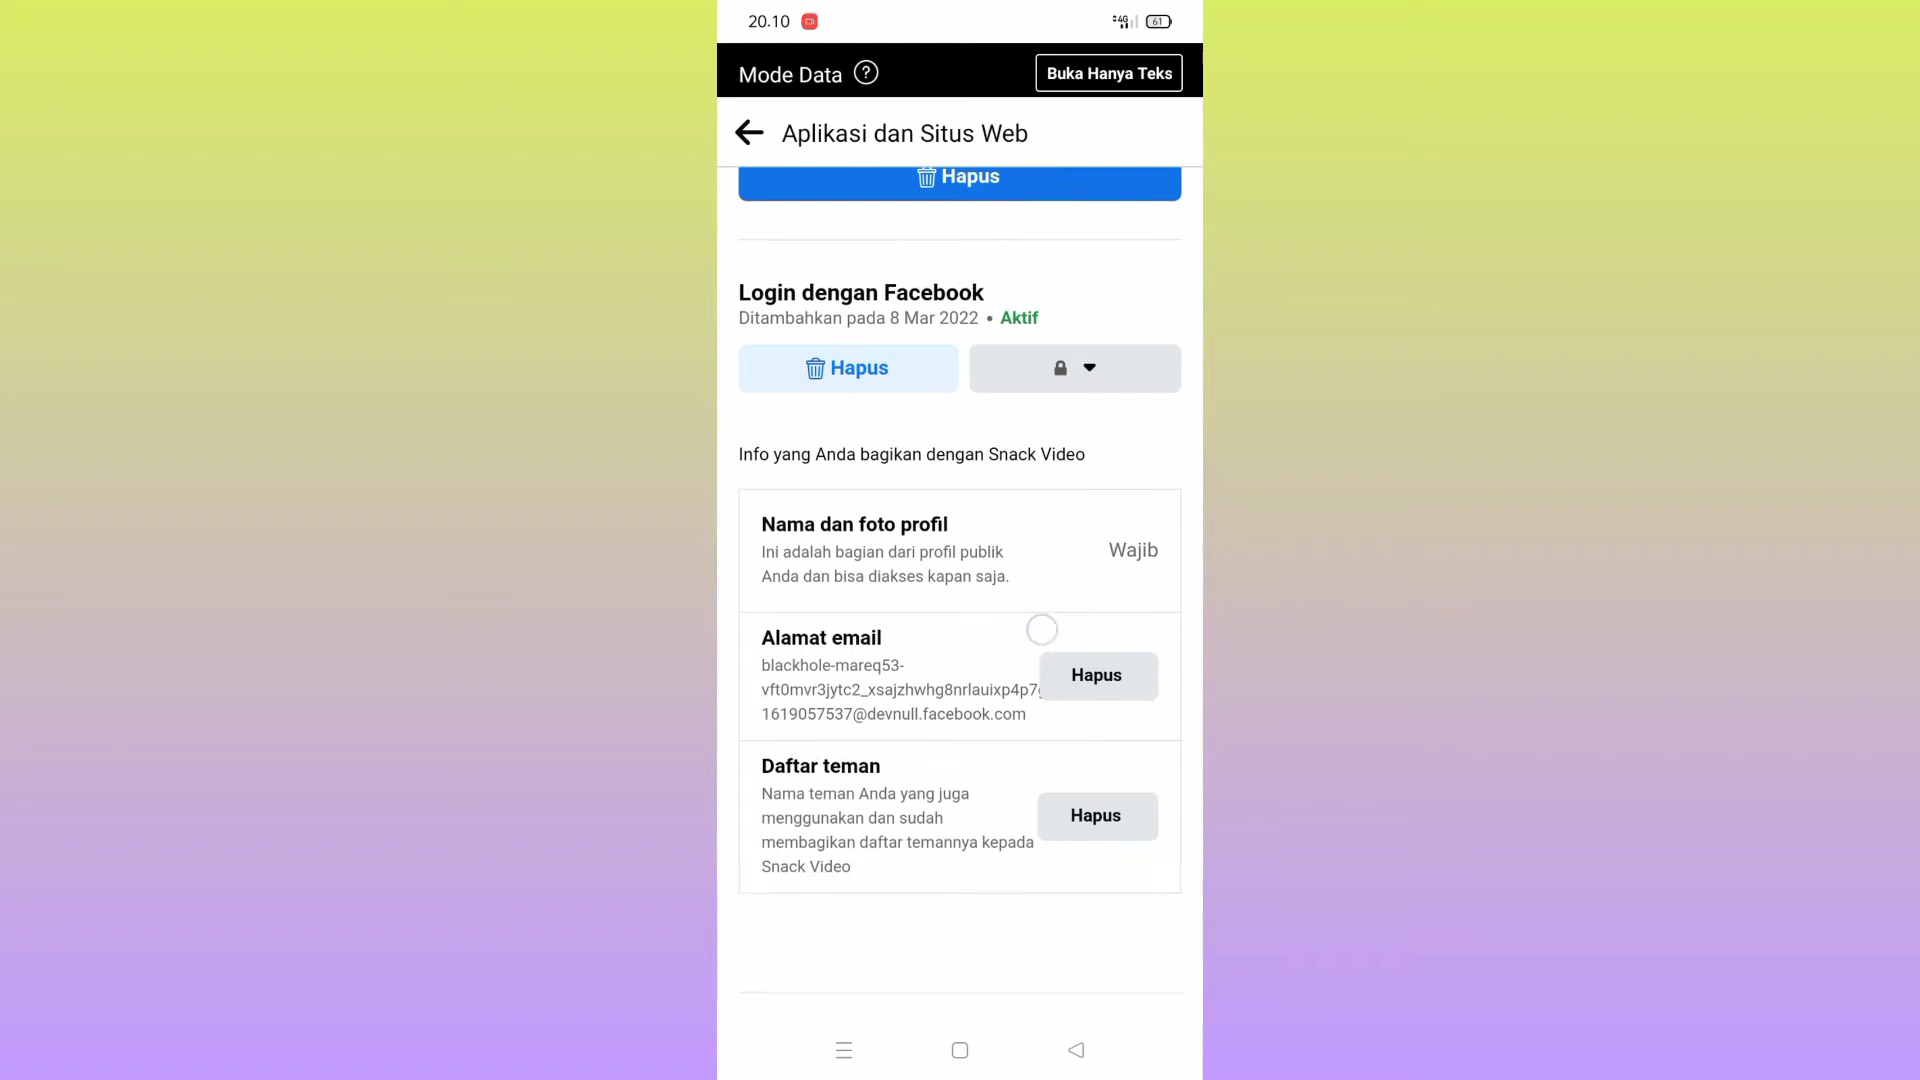 20.10
4G
61
Mode Data ?
Buka Hanya Teks
Aplikasi dan Situs Web
Hapus
Login dengan Facebook
Ditambahkan pada 8 Mar 2022 • Aktif
Hapus
Info yang Anda bagikan dengan Snack Video
Nama dan foto profil
Ini adalah bagian dari profil publik
Anda dan bisa diakses kapan saja.
Wajib
Alamat email
blackhole-mareq53-
vft0mvr3jytc2_xsajzhwhg8nrlauixp4p7
1619057537@devnull.facebook.com
Hapus
Daftar teman
Nama teman Anda yang juga
menggunakan dan sudah
membagikan daftar temannya kepada
Snack Video
Hapus